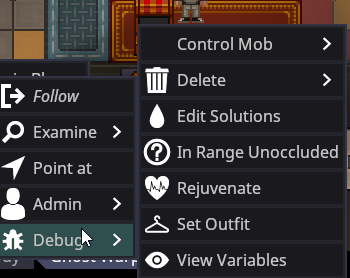 Follow
Examine
Point at
Admin
Debug
Control Mob
Delete
Edit Solutions
In Range Unoccluded
Rejuvenate
Set Outfit
View Variables